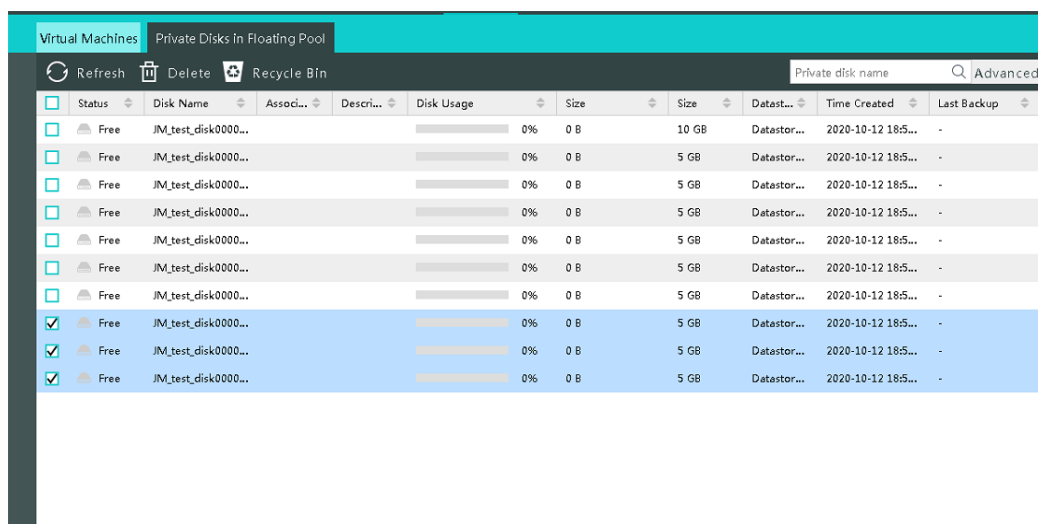 Virtual Machines Private Disks in Floating Pool
Refresh Delete Recycle Bin Private disk name Advanced
Status Disk Name Associ... Descri... Disk Usage Size Size Datast... Time Created Last Backup
Free JM_test_disk0000... 0% 0 B 10 GB Datastor... 2020-10-12 18:5... -
Free JM_test_disk0000... 0% 0 B 5 GB Datastor... 2020-10-12 18:5... -
Free JM_test_disk0000... 0% 0 B 5 GB Datastor... 2020-10-12 18:5... -
Free JM_test_disk0000... 0% 0 B 5 GB Datastor... 2020-10-12 18:5... -
Free JM_test_disk0000... 0% 0 B 5 GB Datastor... 2020-10-12 18:5... -
Free JM_test_disk0000... 0% 0 B 5 GB Datastor... 2020-10-12 18:5... -
Free JM_test_disk0000... 0% 0 B 5 GB Datastor... 2020-10-12 18:5... -
Free JM_test_disk0000... 0% 0 B 5 GB Datastor... 2020-10-12 18:5... -
Free JM_test_disk0000... 0% 0 B 5 GB Datastor... 2020-10-12 18:5... -
Free JM_test_disk0000... 0% 0 B 5 GB Datastor... 2020-10-12 18:5... -